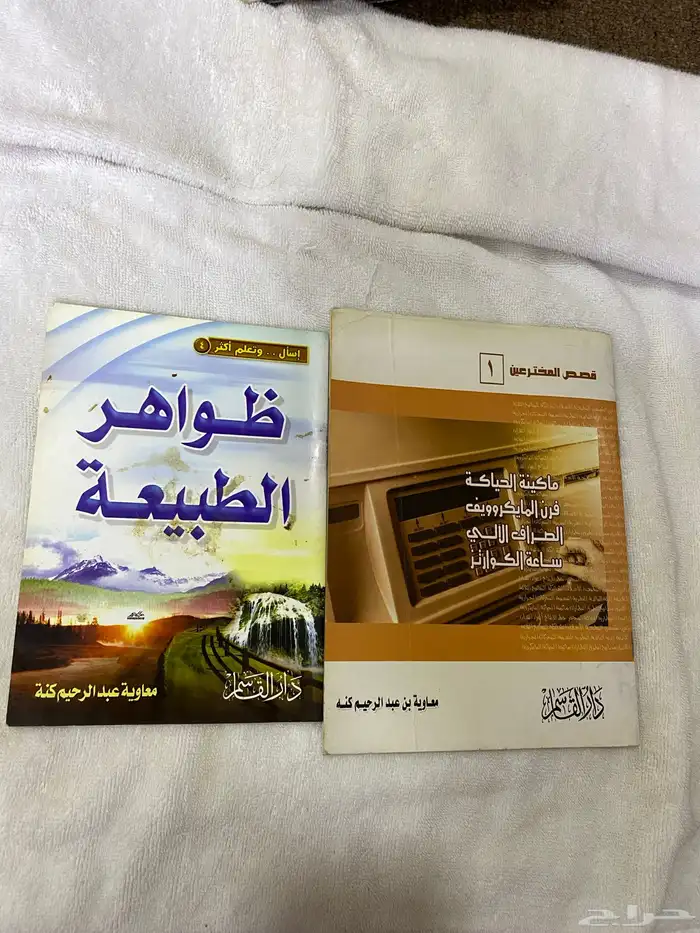 قصص المخترعين ١
ماكينة الحياكة
فرن المايكروويف
الصراف الآلي
ساعة الكوارتز
معاوية بن عبد الرحيم كنه
دار القاسم
اسأل .. وتعلم أكثر ٤
ظواهر
الطبيعة
معاوية عبد الرحيم كنة
دار القاسم
حراج